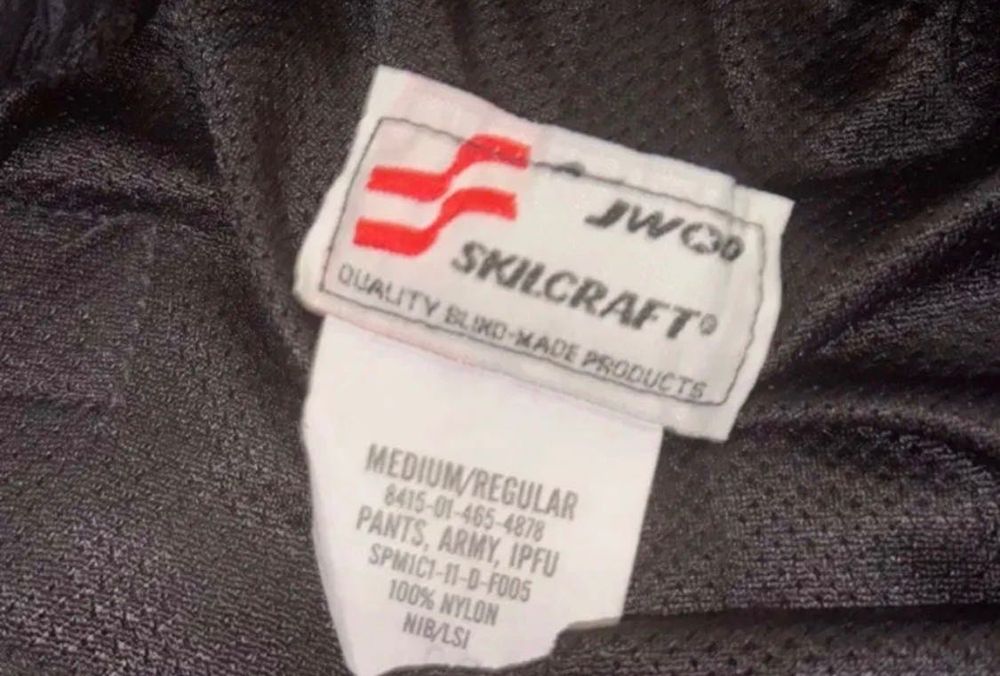 JWOD
SKILCRAFT®
QUALITY BLIND-MADE PRODUCTS
MEDIUM/REGULAR
8415-01-465-4878
PANTS, ARMY, IPFU
SPM1C1-11-D-F005
100% NYLON
NIB/LSI